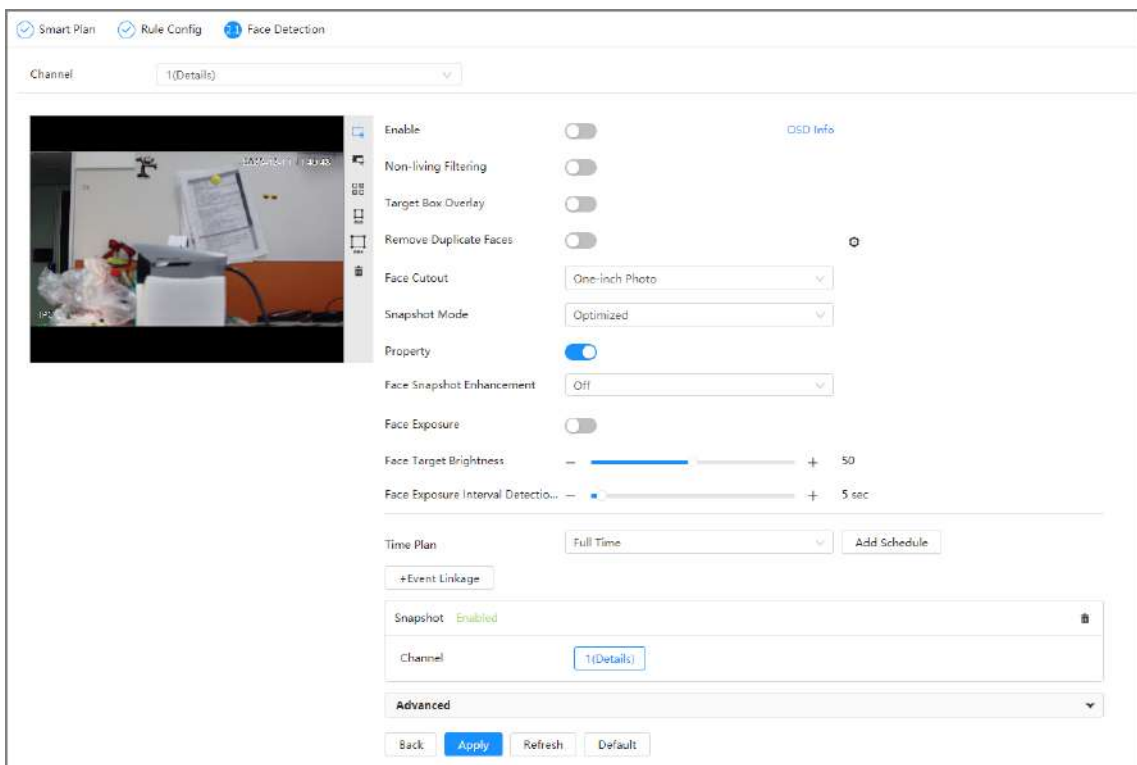 Smart Plan Rule Config 2.1 Face Detection
Channel 1(Details)
Enable OSD Info
Non-living Filtering
Target Box Overlay
Remove Duplicate Faces
Face Cutout One-inch Photo
Snapshot Mode Optimized
Property
Face Snapshot Enhancement Off
Face Exposure
Face Target Brightness − + 50
Face Exposure Interval Detectio... − + 5 sec
Time Plan Full Time Add Schedule
+Event Linkage
Snapshot Enabled
Channel 1(Details)
Advanced
Back Apply Refresh Default